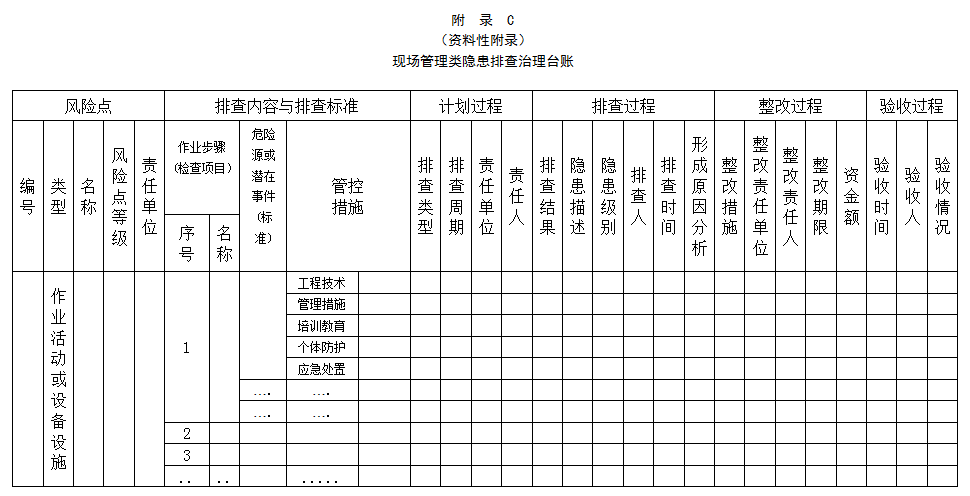 附 录 C
（资料性附录）
现场管理类隐患排查治理台账
风险点 排查内容与排查标准 计划过程 排查过程 整改过程 验收过程
编号 类型 名称 风险点等级 责任单位 作业步骤（检查项目） 危险源或潜在事件（标准） 管控措施 排查类型 排查周期 责任单位 责任人 排查结果 隐患描述 隐患级别 排查人 排查时间 形成原因分析 整改措施 整改责任单位 整改责任人 整改期限 资金额 验收时间 验收人 验收情况
序号 名称
作业活动或设备设施 1 工程技术
管理措施
培训教育
个体防护
应急处置
…. ….
…. ….
2
3
.. .. .....